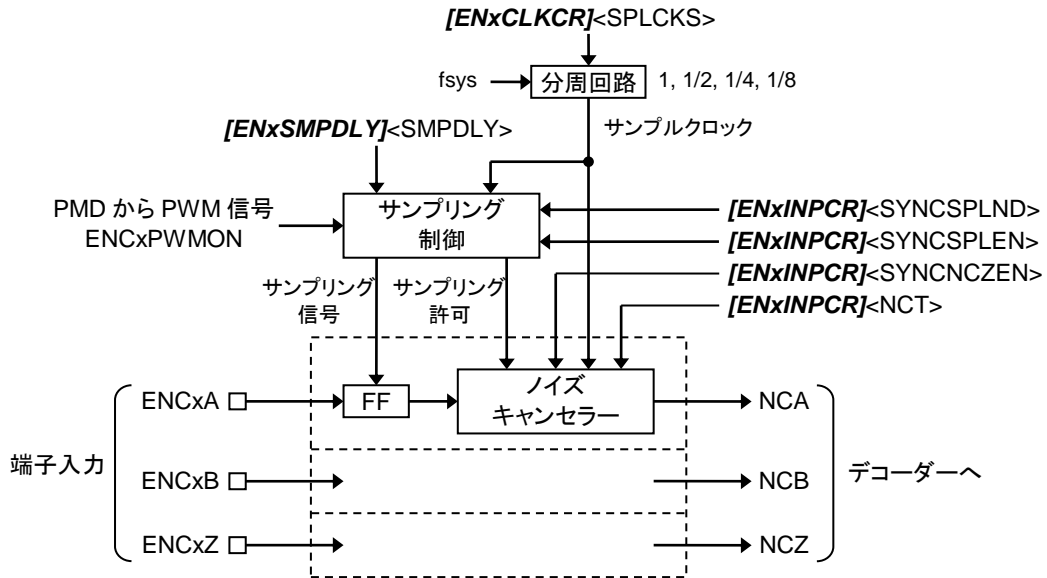 [ENxCLKCR]<SPLCKS>
fsys
分周回路
1, 1/2, 1/4, 1/8
[ENxSMPDLY]<SMPDLY>
サンプルクロック
PMD から PWM 信号
ENCxPWMON
サンプリング
制御
[ENxINPCR]<SYNCSPLND>
[ENxINPCR]<SYNCSPLEN>
[ENxINPCR]<SYNCNCZEN>
[ENxINPCR]<NCT>
サンプリング
信号
サンプリング
許可
端子入力
ENCxA
FF
ノイズ
キャンセラー
NCA
ENCxB
NCB
ENCxZ
NCZ
デコーダーへ